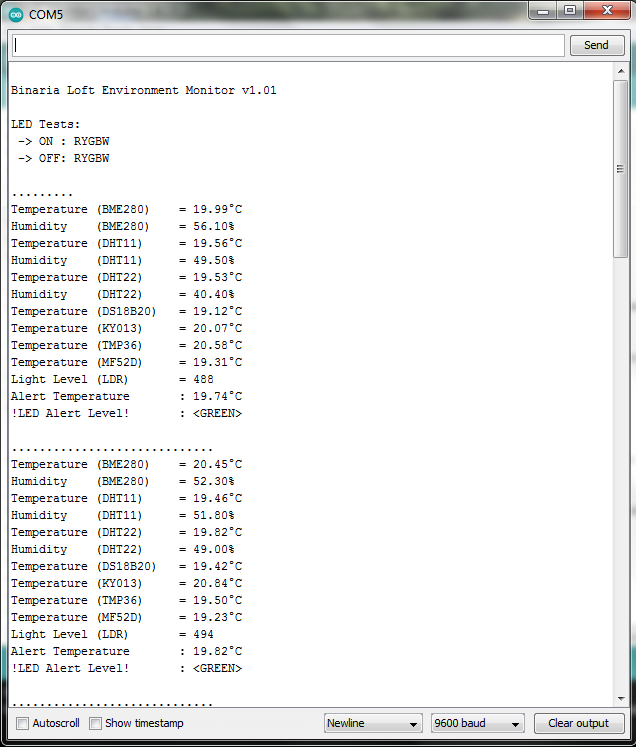 COM5
Send
Binaria Loft Environment Monitor v1.01
LED Tests:
-> ON : RYGBW
-> OFF: RYGBW
.........
Temperature (BME280) = 19.99°C
Humidity (BME280) = 56.10%
Temperature (DHT11) = 19.56°C
Humidity (DHT11) = 49.50%
Temperature (DHT22) = 19.53°C
Humidity (DHT22) = 40.40%
Temperature (DS18B20) = 19.12°C
Temperature (KY013) = 20.07°C
Temperature (TMP36) = 20.58°C
Temperature (MF52D) = 19.31°C
Light Level (LDR) = 488
Alert Temperature : 19.74°C
!LED Alert Level! : <GREEN>
.............................
Temperature (BME280) = 20.45°C
Humidity (BME280) = 52.30%
Temperature (DHT11) = 19.46°C
Humidity (DHT11) = 51.80%
Temperature (DHT22) = 19.82°C
Humidity (DHT22) = 49.00%
Temperature (DS18B20) = 19.42°C
Temperature (KY013) = 20.84°C
Temperature (TMP36) = 19.50°C
Temperature (MF52D) = 19.23°C
Light Level (LDR) = 494
Alert Temperature : 19.82°C
!LED Alert Level! : <GREEN>
.............................
Autoscroll Show timestamp Newline 9600 baud Clear output